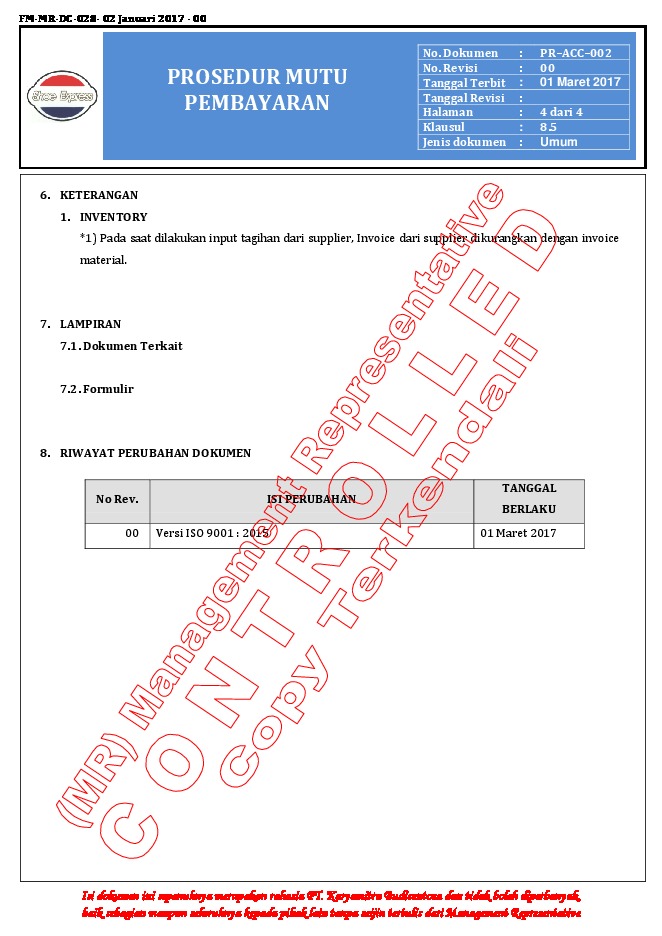 FM-MR-DC-028- 02 Januari 2017 - 00
Shoe Express
PROSEDUR MUTU
PEMBAYARAN
No. Dokumen : PR–ACC–002
No. Revisi : 00
Tanggal Terbit : 01 Maret 2017
Tanggal Revisi :
Halaman : 4 dari 4
Klausul : 8.5
Jenis dokumen : Umum
6. KETERANGAN
1. INVENTORY
*1) Pada saat dilakukan input tagihan dari supplier, Invoice dari supplier dikurangkan dengan invoice
material.
7. LAMPIRAN
7.1. Dokumen Terkait
7.2. Formulir
8. RIWAYAT PERUBAHAN DOKUMEN
No Rev. ISI PERUBAHAN TANGGAL
BERLAKU
00 Versi ISO 9001 : 2015 01 Maret 2017
(MR) Management Representative
CONTROLLED
Copy Terkendali
Isi dokumen ini sepenuhnya merupakan rahasia PT. Karyamitra Budisentosa dan tidak boleh diperbanyak,
baik sebagian maupun seluruhnya kepada pihak lain tanpa seijin tertulis dari Management Representative